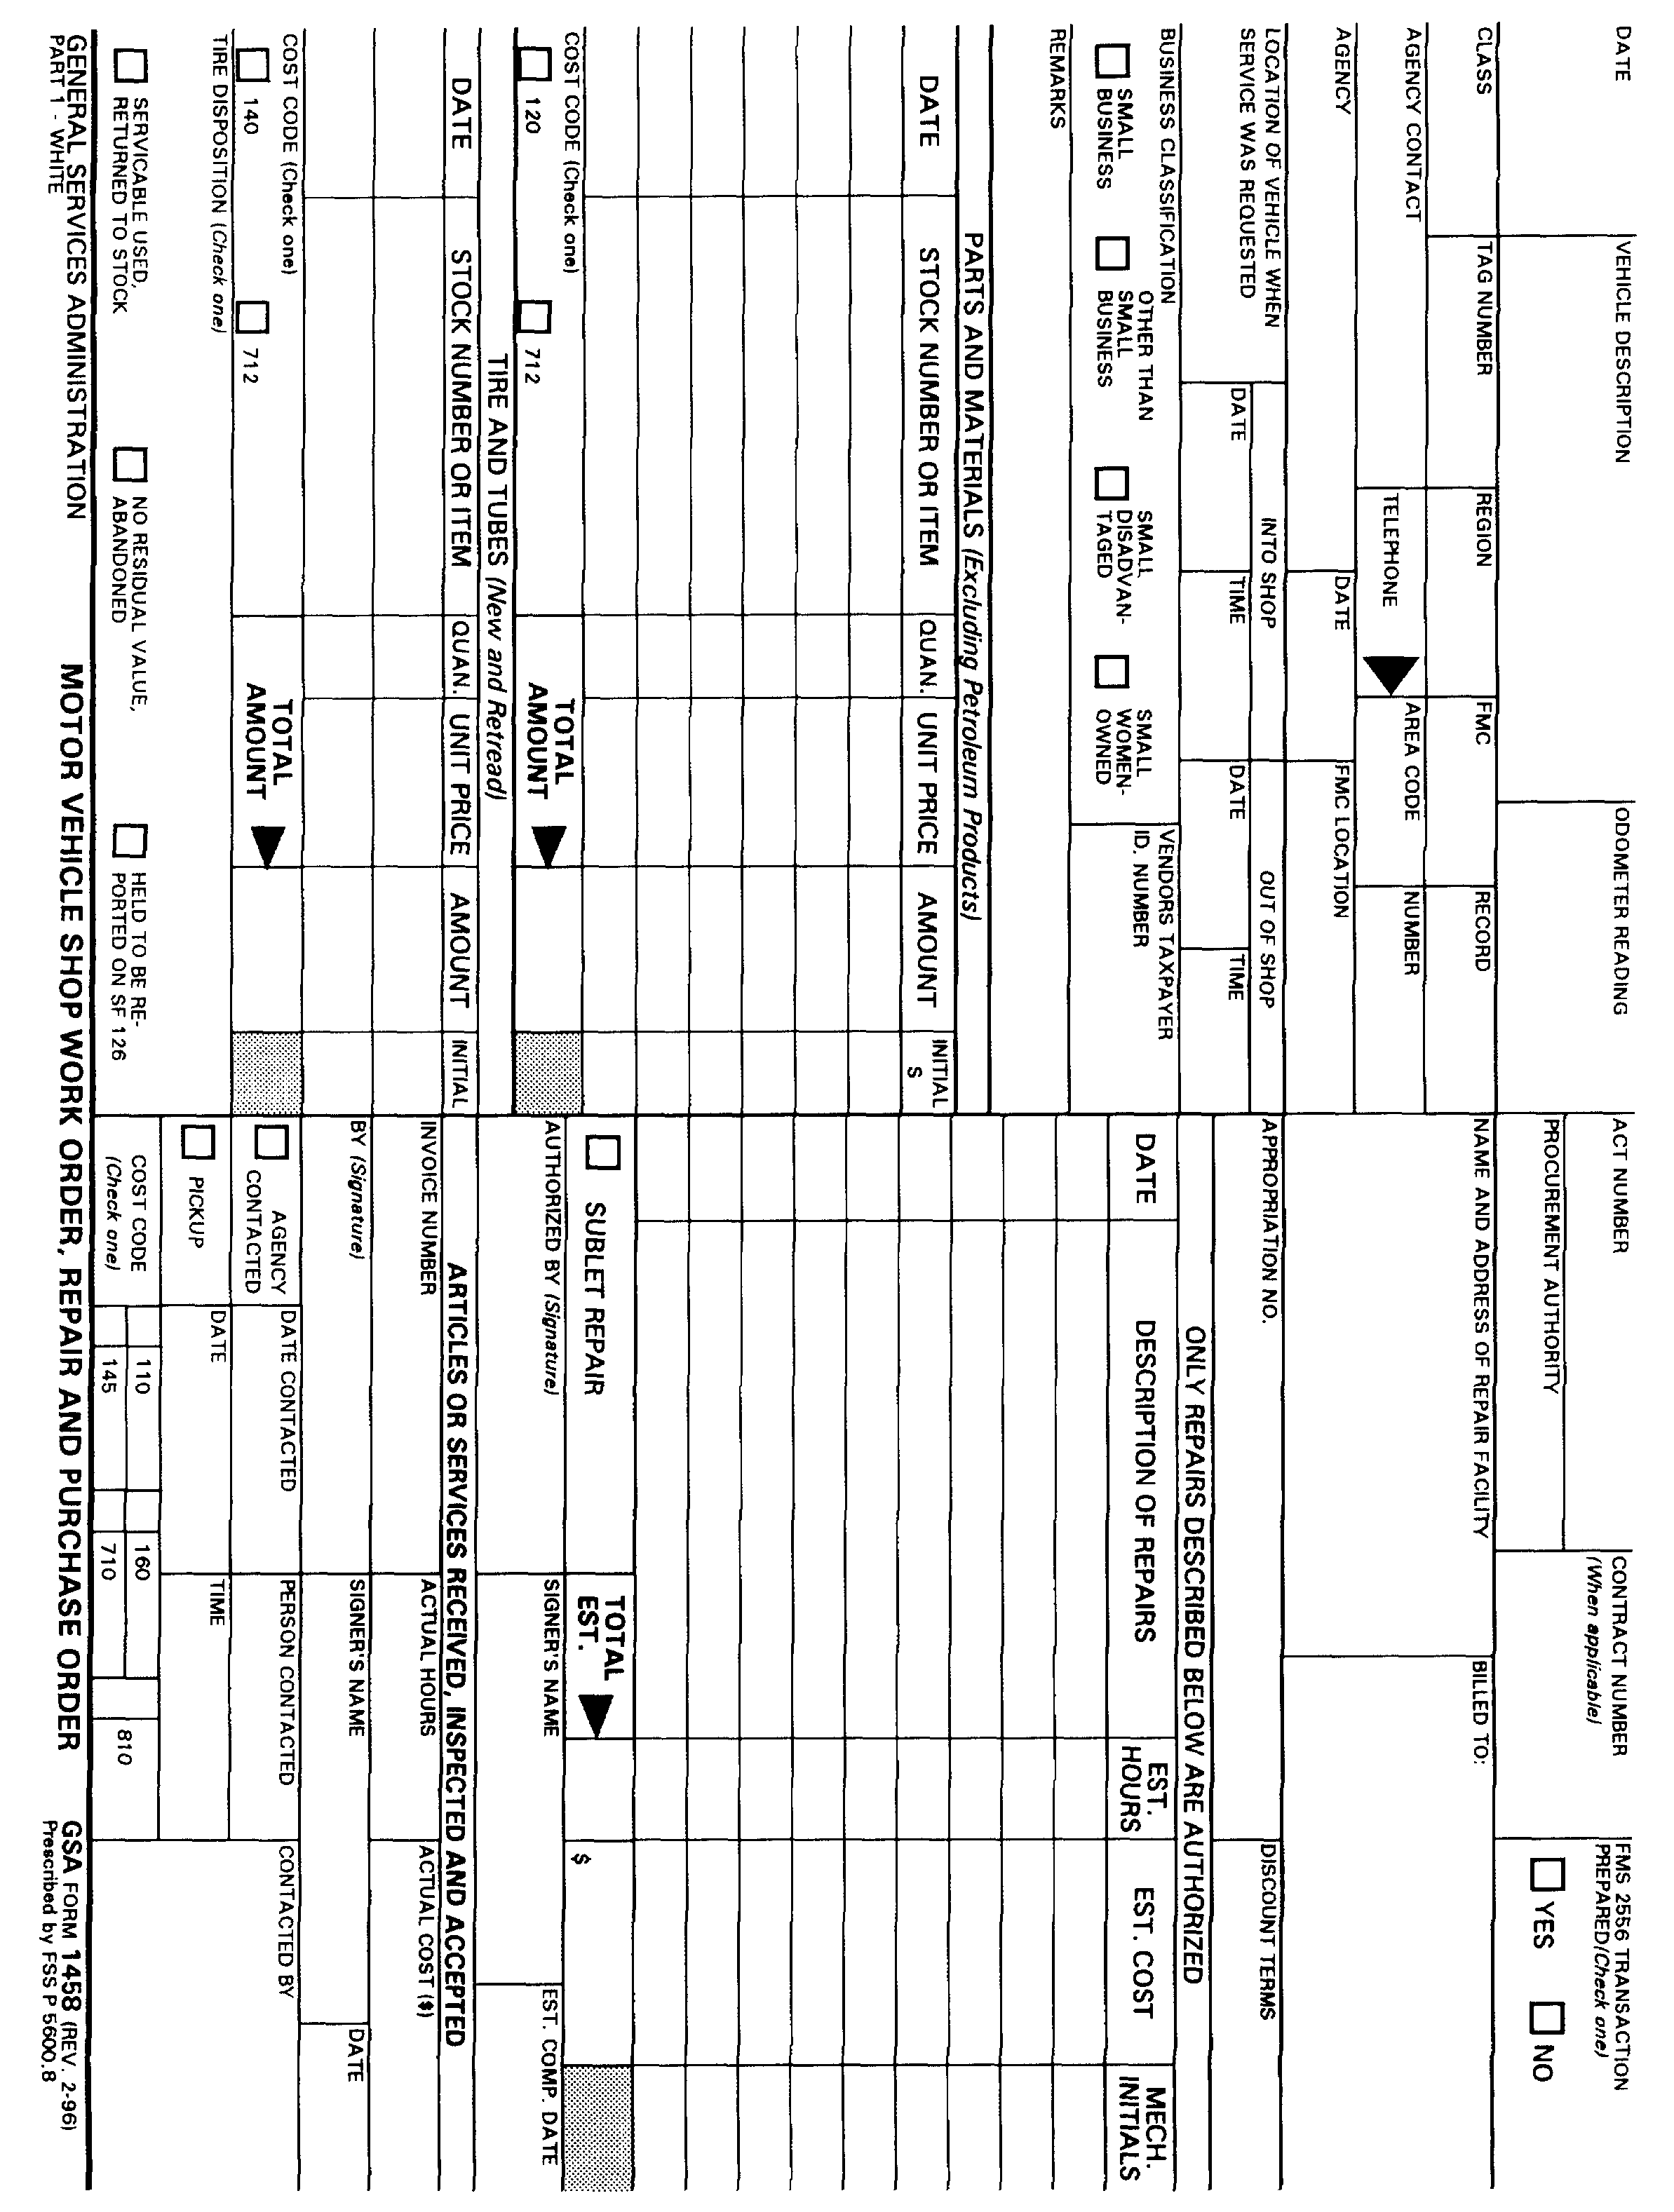 DATE
VEHICLE DESCRIPTION
ODOMETER READING
CLASS
TAG NUMBER
REGION
FMC
RECORD
AGENCY CONTACT
TELEPHONE
AREA CODE
NUMBER
AGENCY
DATE
FMC LOCATION
LOCATION OF VEHICLE WHEN
SERVICE WAS REQUESTED
INTO SHOP
OUT OF SHOP
DATE
TIME
DATE
TIME
BUSINESS CLASSIFICATION
SMALL
BUSINESS
OTHER THAN
SMALL
BUSINESS
SMALL
DISADVAN-
TAGED
SMALL
WOMEN-
OWNED
VENDORS TAXPAYER
ID. NUMBER
REMARKS
PARTS AND MATERIALS (Excluding Petroleum Products)
DATE
STOCK NUMBER OR ITEM
QUAN.
UNIT PRICE
AMOUNT
INITIAL
$
COST CODE (Check one)
120
712
TOTAL
AMOUNT
TIRE AND TUBES (New and Retread)
DATE
STOCK NUMBER OR ITEM
QUAN.
UNIT PRICE
AMOUNT
INITIAL
COST CODE (Check one)
140
712
TOTAL
AMOUNT
TIRE DISPOSITION (Check one)
SERVICABLE USED,
RETURNED TO STOCK
NO RESIDUAL VALUE,
ABANDONED
HELD TO BE RE-
PORTED ON SF 126
ACT NUMBER
CONTRACT NUMBER
(When applicable)
FMS 2556 TRANSACTION
PREPARED(Check one)
YES
NO
PROCUREMENT AUTHORITY
NAME AND ADDRESS OF REPAIR FACILITY
BILLED TO:
APPROPRIATION NO.
DISCOUNT TERMS
ONLY REPAIRS DESCRIBED BELOW ARE AUTHORIZED
DATE
DESCRIPTION OF REPAIRS
EST.
HOURS
EST. COST
MECH.
INITIALS
SUBLET REPAIR
TOTAL
EST.
$
AUTHORIZED BY (Signature)
SIGNER'S NAME
EST. COMP. DATE
ARTICLES OR SERVICES RECEIVED, INSPECTED AND ACCEPTED
INVOICE NUMBER
ACTUAL HOURS
ACTUAL COST ($)
BY (Signature)
SIGNER'S NAME
DATE
AGENCY
CONTACTED
DATE CONTACTED
PERSON CONTACTED
CONTACTED BY
PICKUP
DATE
TIME
COST CODE
(Check one)
110
160
810
145
710
GENERAL SERVICES ADMINISTRATION
PART 1 - WHITE
MOTOR VEHICLE SHOP WORK ORDER, REPAIR AND PURCHASE ORDER
GSA FORM 1458 (REV. 2-96)
Prescribed by FSS P 5600.8